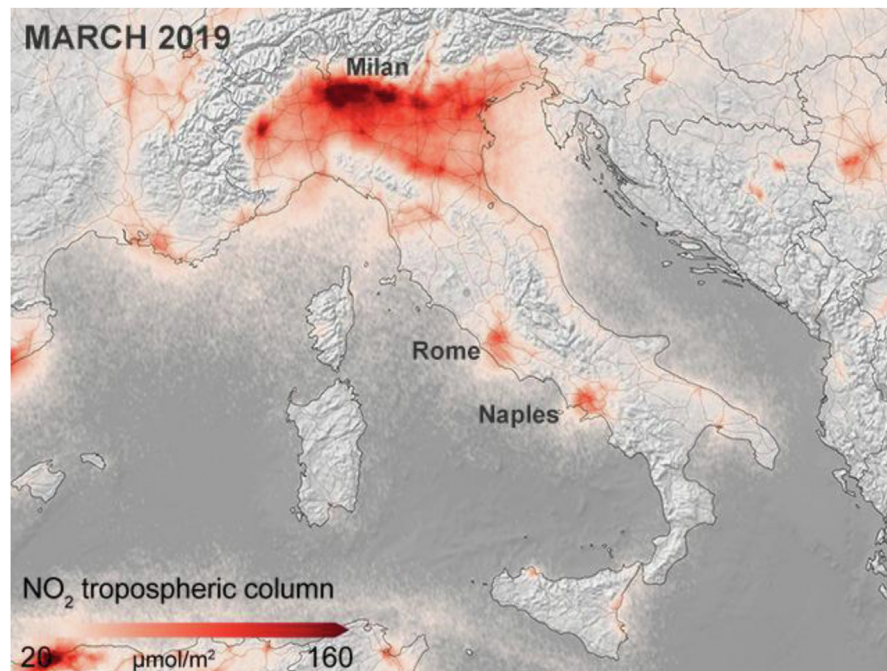 MARCH 2019
Milan
Rome
Naples
NO₂ tropospheric column
20 µmol/m² 160